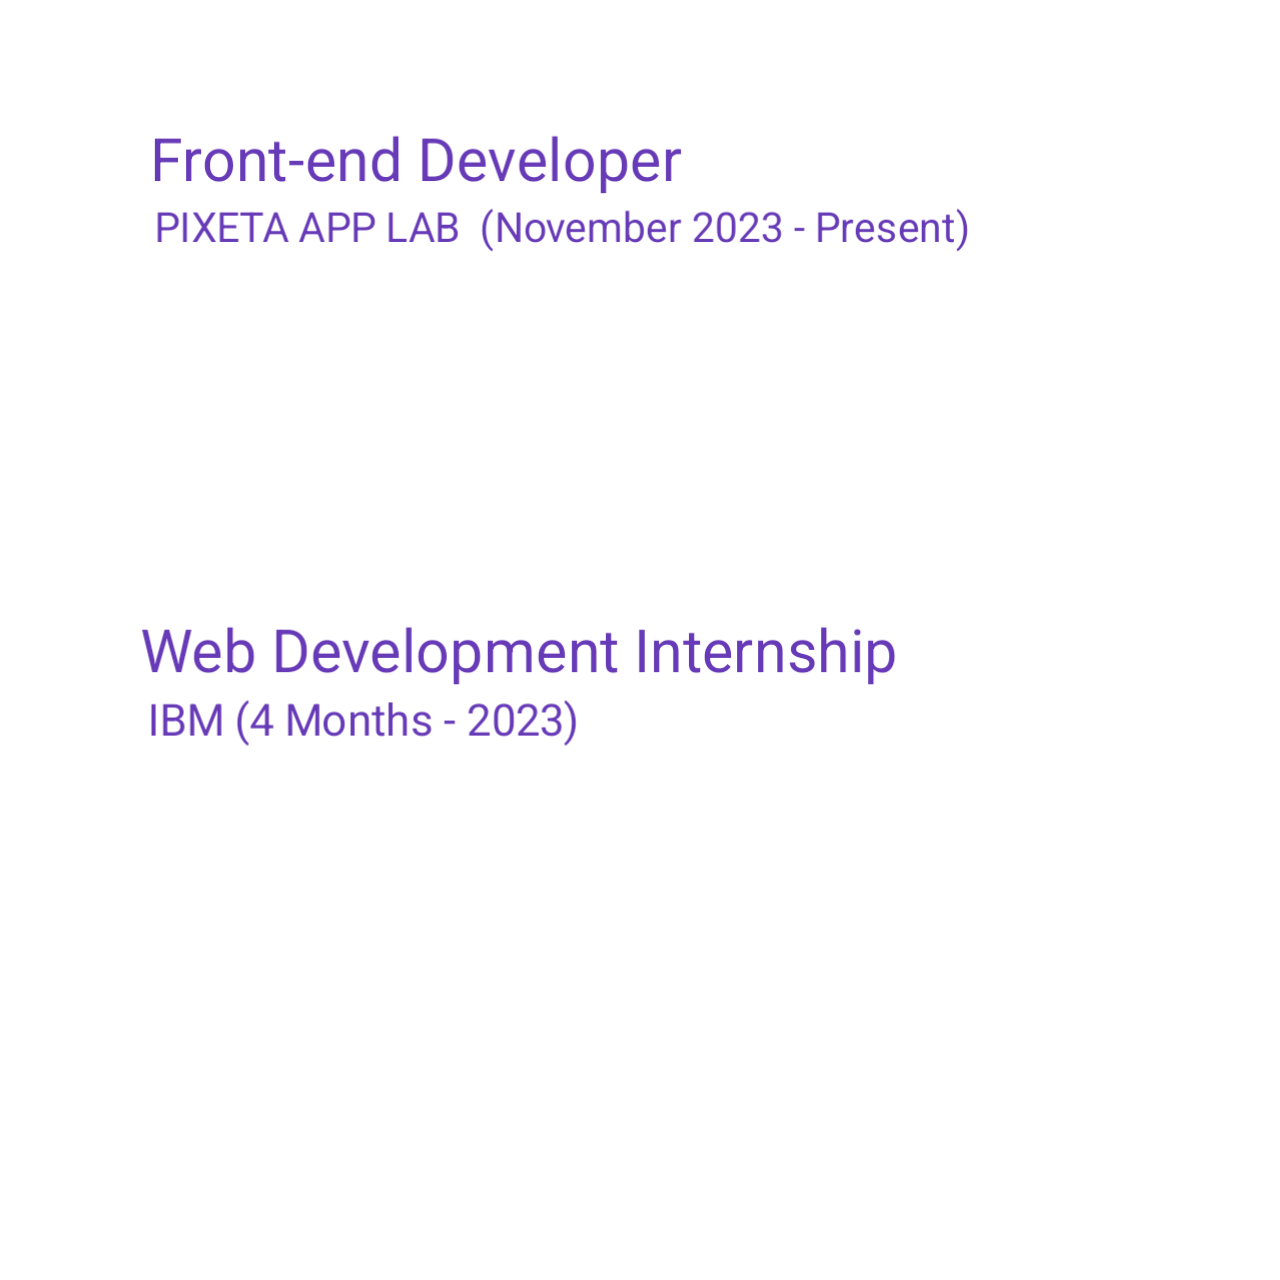 Front-end Developer
PIXETA APP LAB  (November 2023 - Present)
Web Development Internship
IBM (4 Months - 2023)